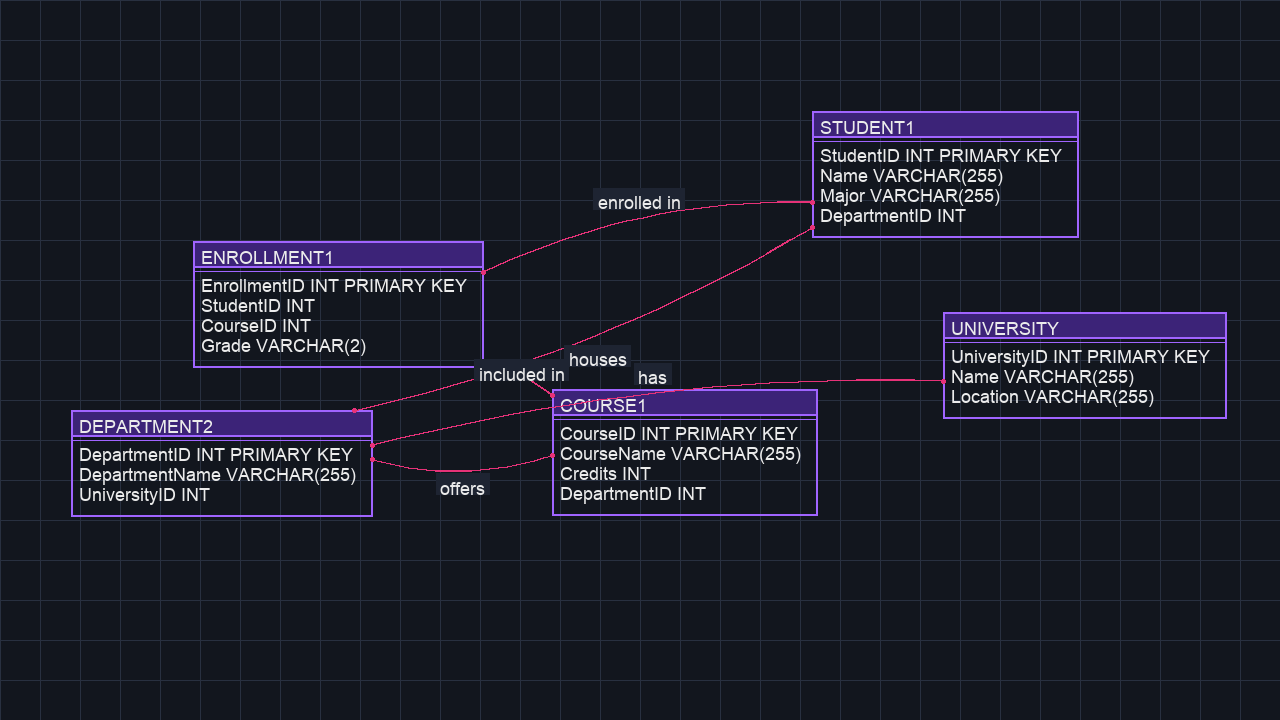 STUDENT1
StudentID INT PRIMARY KEY
Name VARCHAR(255)
Major VARCHAR(255)
DepartmentID INT
enrolled in
ENROLLMENT1
EnrollmentID INT PRIMARY KEY
StudentID INT
CourseID INT
Grade VARCHAR(2)
UNIVERSITY
UniversityID INT PRIMARY KEY
Name VARCHAR(255)
Location VARCHAR(255)
houses
included in
has
COURSE1
CourseID INT PRIMARY KEY
CourseName VARCHAR(255)
Credits INT
DepartmentID INT
DEPARTMENT2
DepartmentID INT PRIMARY KEY
DepartmentName VARCHAR(255)
UniversityID INT
offers